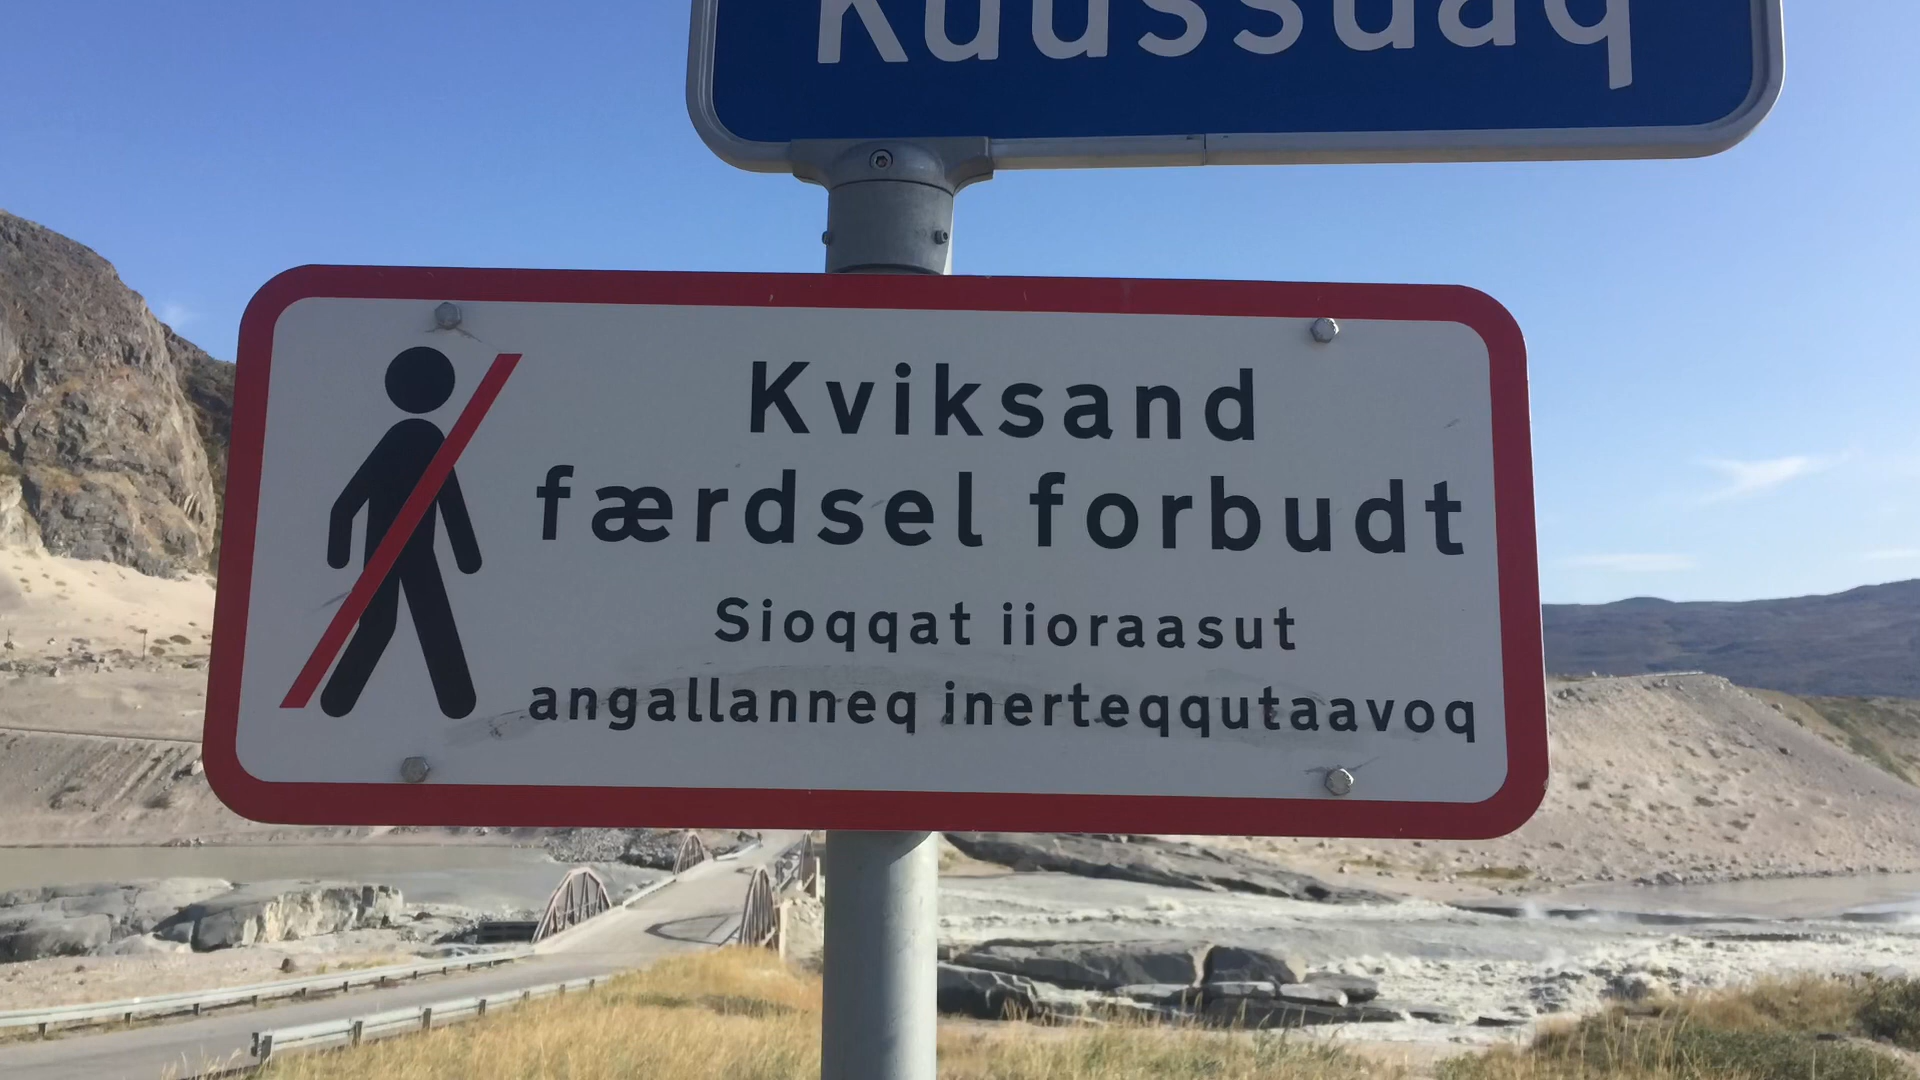 Kuussuaq
Kviksand
færdsel forbudt
Sioqqat iioraasut
angallanneq inerteqqutaavoq